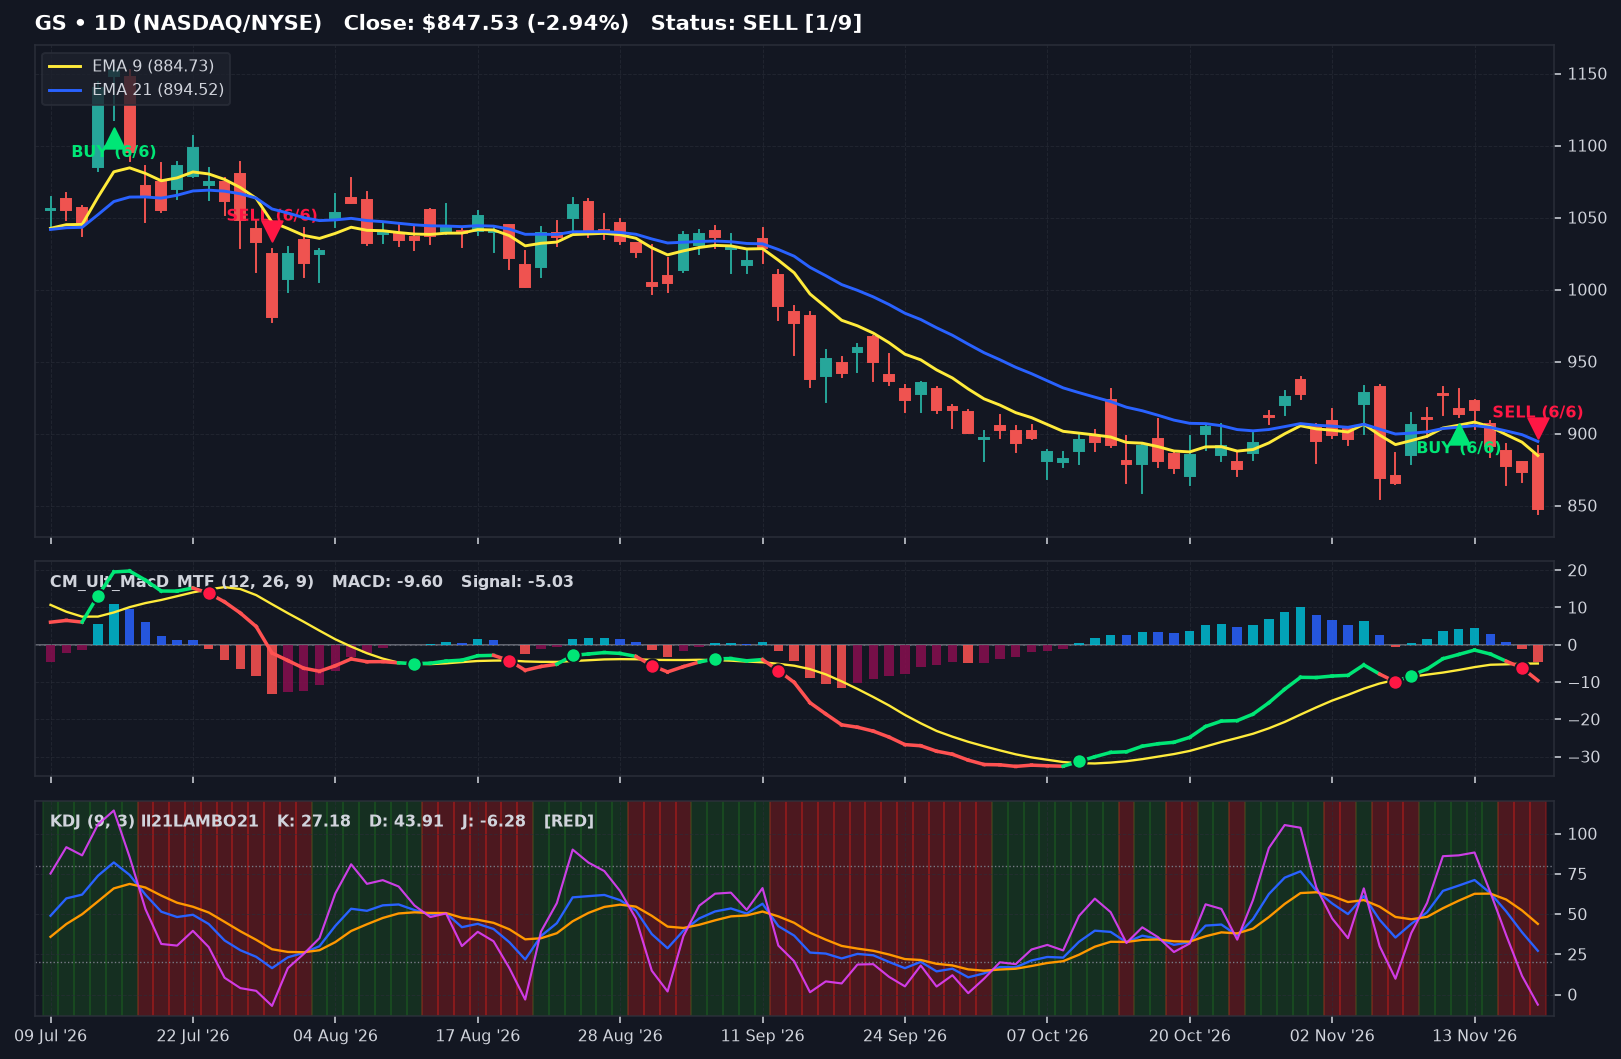 GS • 1D (NASDAQ/NYSE)   Close: $847.53 (-2.94%)   Status: SELL [1/9]
EMA 9 (884.73)
EMA 21 (894.52)
1150
1100
1050
1000
950
900
850
BUY (6/6)
SELL (6/6)
BUY (6/6)
SELL (6/6)
CM_Ult_MacD_MTF (12, 26, 9)   MACD: -9.60   Signal: -5.03
20
10
0
−10
−20
−30
KDJ (9, 3) II21LAMBO21   K: 27.18   D: 43.91   J: -6.28   [RED]
100
75
50
25
0
09 Jul '26
22 Jul '26
04 Aug '26
17 Aug '26
28 Aug '26
11 Sep '26
24 Sep '26
07 Oct '26
20 Oct '26
02 Nov '26
13 Nov '26